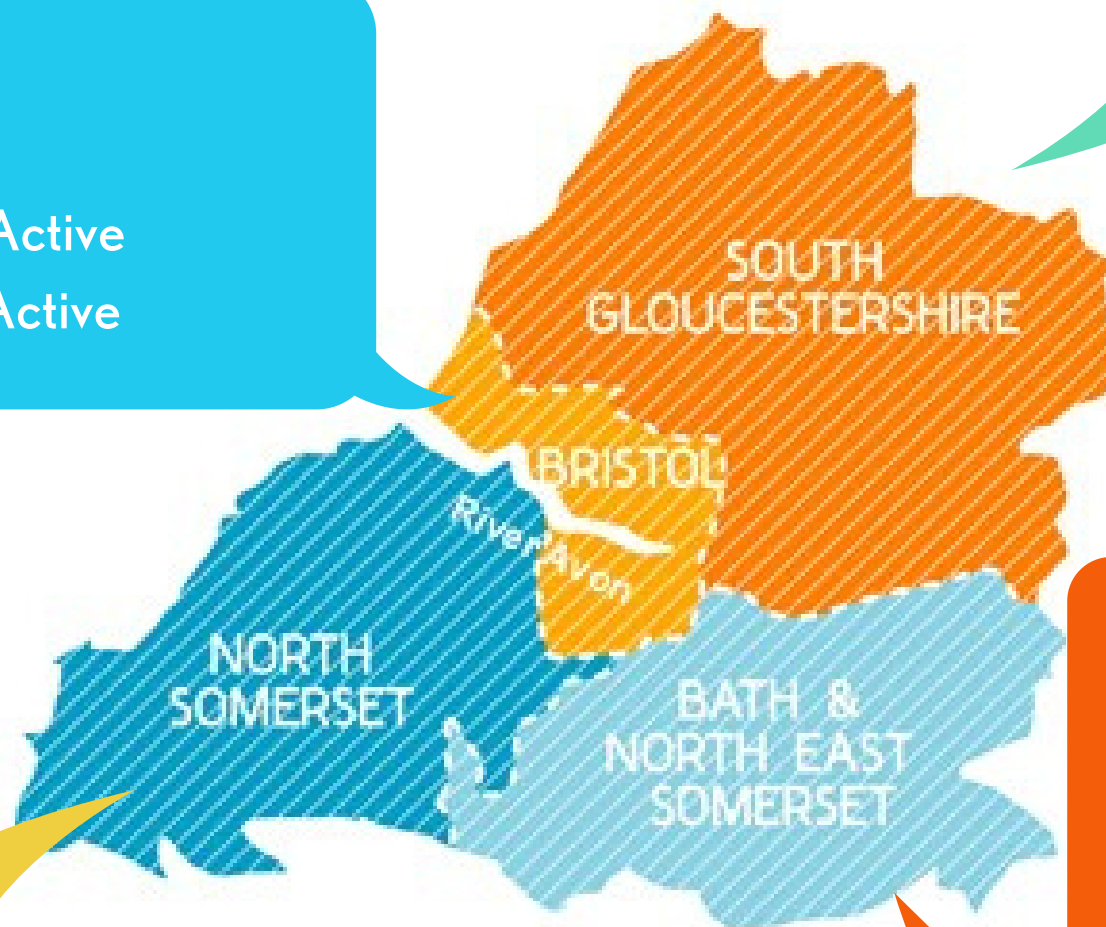 Active
Active
SOUTH
GLOUCESTERSHIRE
BRISTOL
River Avon
NORTH
SOMERSET
BATH &
NORTH EAST
SOMERSET